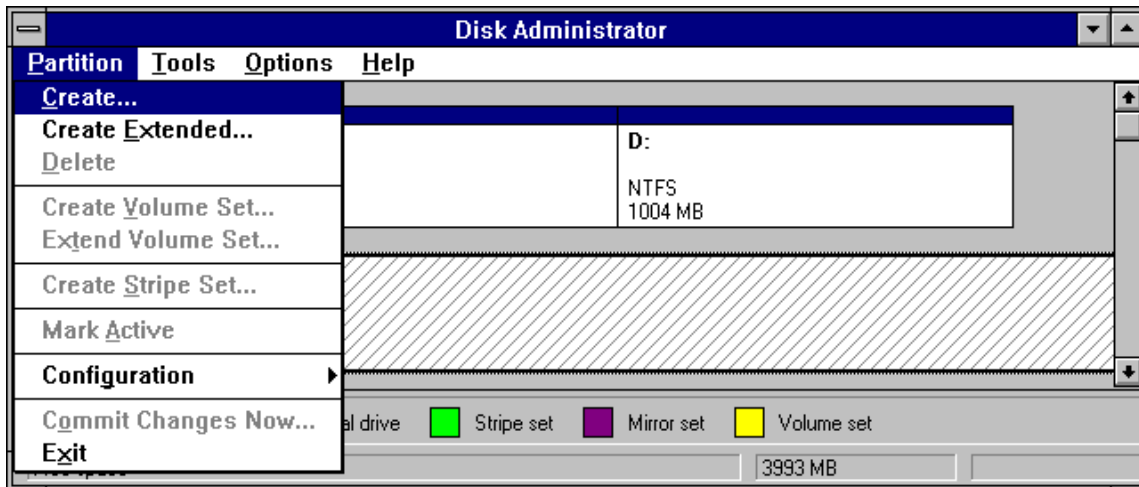 Disk Administrator
Partition Tools Options Help
Create...
Create Extended...
Delete
Create Volume Set...
Extend Volume Set...
Create Stripe Set...
Mark Active
Configuration
Commit Changes Now...
Exit
D:
NTFS
1004 MB
drive Stripe set Mirror set Volume set
3993 MB